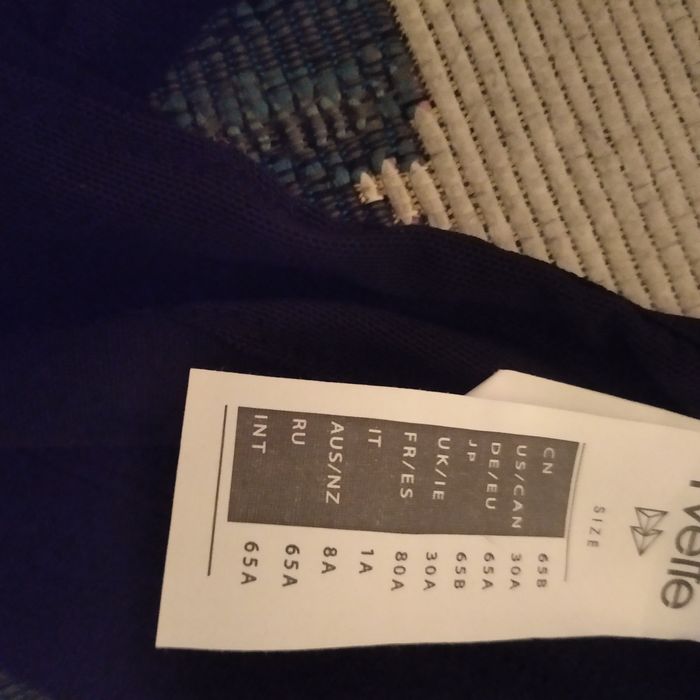 yvette
SIZE
CN 65B
US/CAN 30A
DE/EU 65A
JP 65B
UK/IE 30A
FR/ES 80A
IT 1A
AUS/NZ 8A
RU 65A
INT 65A